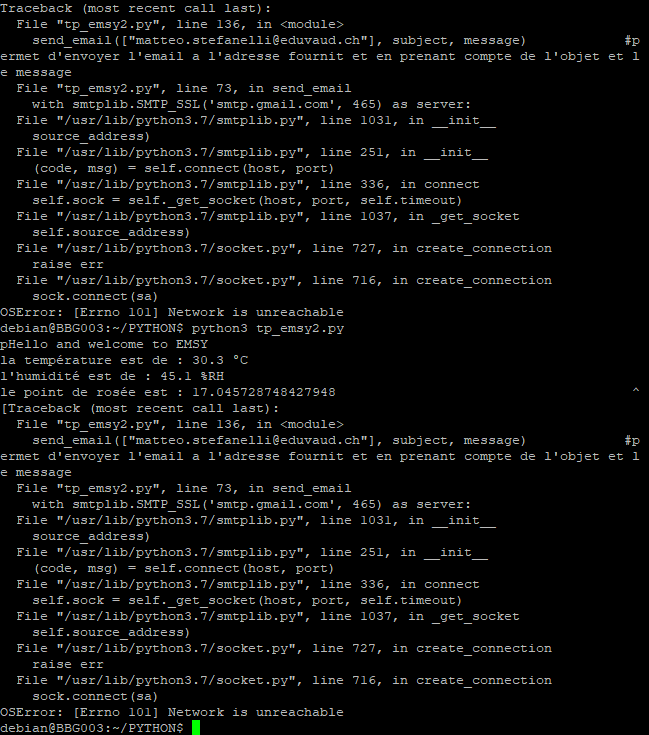 Traceback (most recent call last):
  File "tp_emsy2.py", line 136, in <module>
    send_email(["matteo.stefanelli@eduvaud.ch"], subject, message)            #p
ermet d'envoyer l'email a l'adresse fournit et en prenant compte de l'objet et l
e message
  File "tp_emsy2.py", line 73, in send_email
    with smtplib.SMTP_SSL('smtp.gmail.com', 465) as server:
  File "/usr/lib/python3.7/smtplib.py", line 1031, in __init__
    source_address)
  File "/usr/lib/python3.7/smtplib.py", line 251, in __init__
    (code, msg) = self.connect(host, port)
  File "/usr/lib/python3.7/smtplib.py", line 336, in connect
    self.sock = self._get_socket(host, port, self.timeout)
  File "/usr/lib/python3.7/smtplib.py", line 1037, in _get_socket
    self.source_address)
  File "/usr/lib/python3.7/socket.py", line 727, in create_connection
    raise err
  File "/usr/lib/python3.7/socket.py", line 716, in create_connection
    sock.connect(sa)
OSError: [Errno 101] Network is unreachable
debian@BBG003:~/PYTHON$ python3 tp_emsy2.py
pHello and welcome to EMSY
la température est de : 30.3 °C
l'humidité est de : 45.1 %RH
le point de rosée est : 17.045728748427948                                     ^
[Traceback (most recent call last):
  File "tp_emsy2.py", line 136, in <module>
    send_email(["matteo.stefanelli@eduvaud.ch"], subject, message)            #p
ermet d'envoyer l'email a l'adresse fournit et en prenant compte de l'objet et l
e message
  File "tp_emsy2.py", line 73, in send_email
    with smtplib.SMTP_SSL('smtp.gmail.com', 465) as server:
  File "/usr/lib/python3.7/smtplib.py", line 1031, in __init__
    source_address)
  File "/usr/lib/python3.7/smtplib.py", line 251, in __init__
    (code, msg) = self.connect(host, port)
  File "/usr/lib/python3.7/smtplib.py", line 336, in connect
    self.sock = self._get_socket(host, port, self.timeout)
  File "/usr/lib/python3.7/smtplib.py", line 1037, in _get_socket
    self.source_address)
  File "/usr/lib/python3.7/socket.py", line 727, in create_connection
    raise err
  File "/usr/lib/python3.7/socket.py", line 716, in create_connection
    sock.connect(sa)
OSError: [Errno 101] Network is unreachable
debian@BBG003:~/PYTHON$